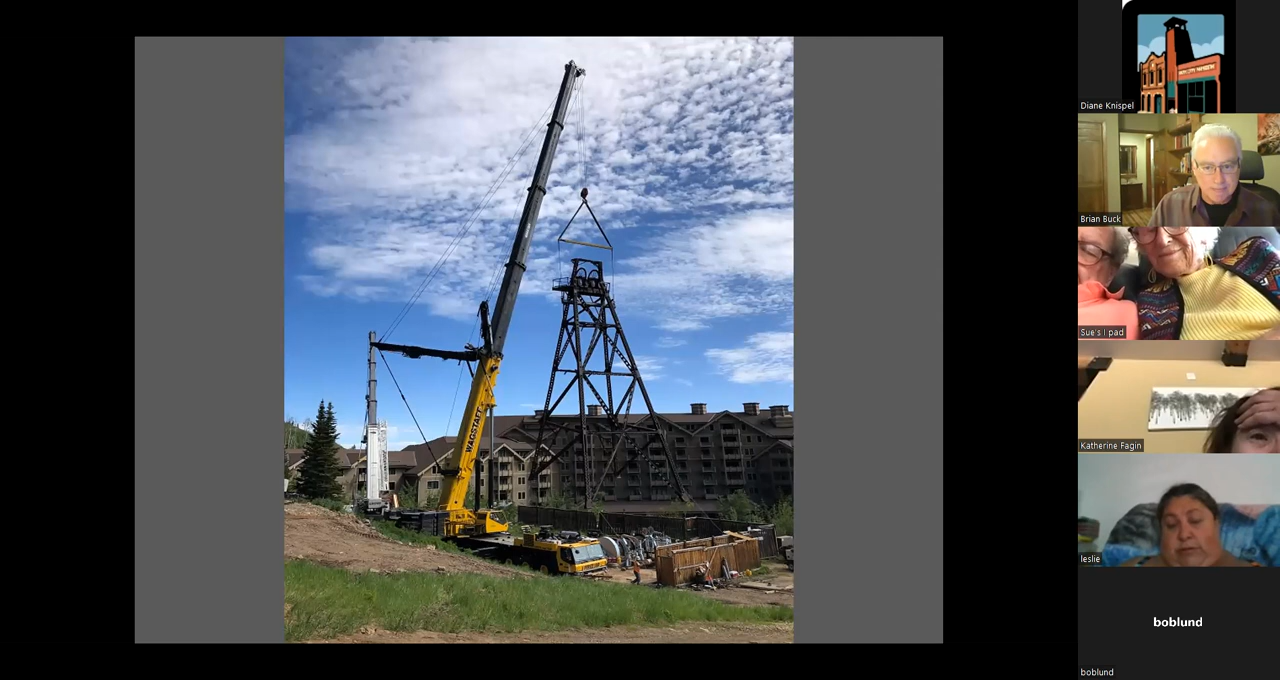 WAGSTAFF
Diane Knispel
Brian Buck
Sue's I pad
Katherine Fagin
leslie
boblund
boblund